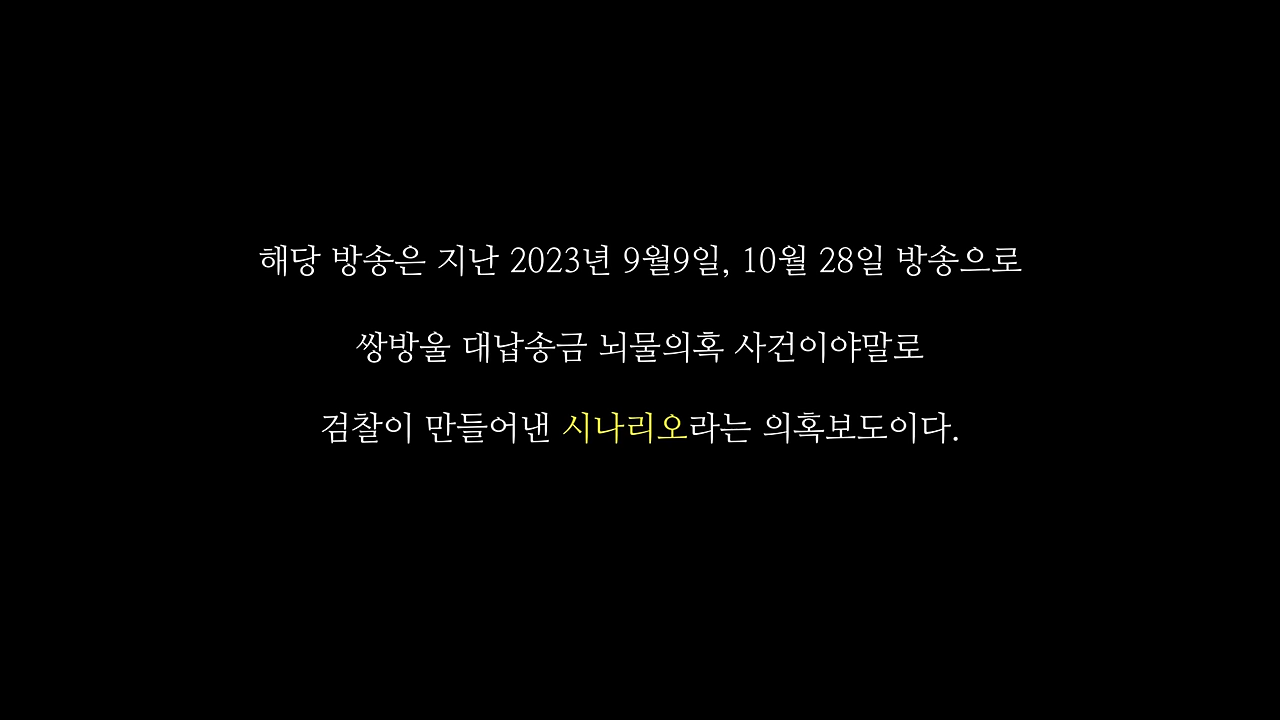 해당 방송은 지난 2023년 9월9일, 10월 28일 방송으로
쌍방울 대납송금 뇌물의혹 사건이야말로
검찰이 만들어낸 시나리오라는 의혹보도이다.